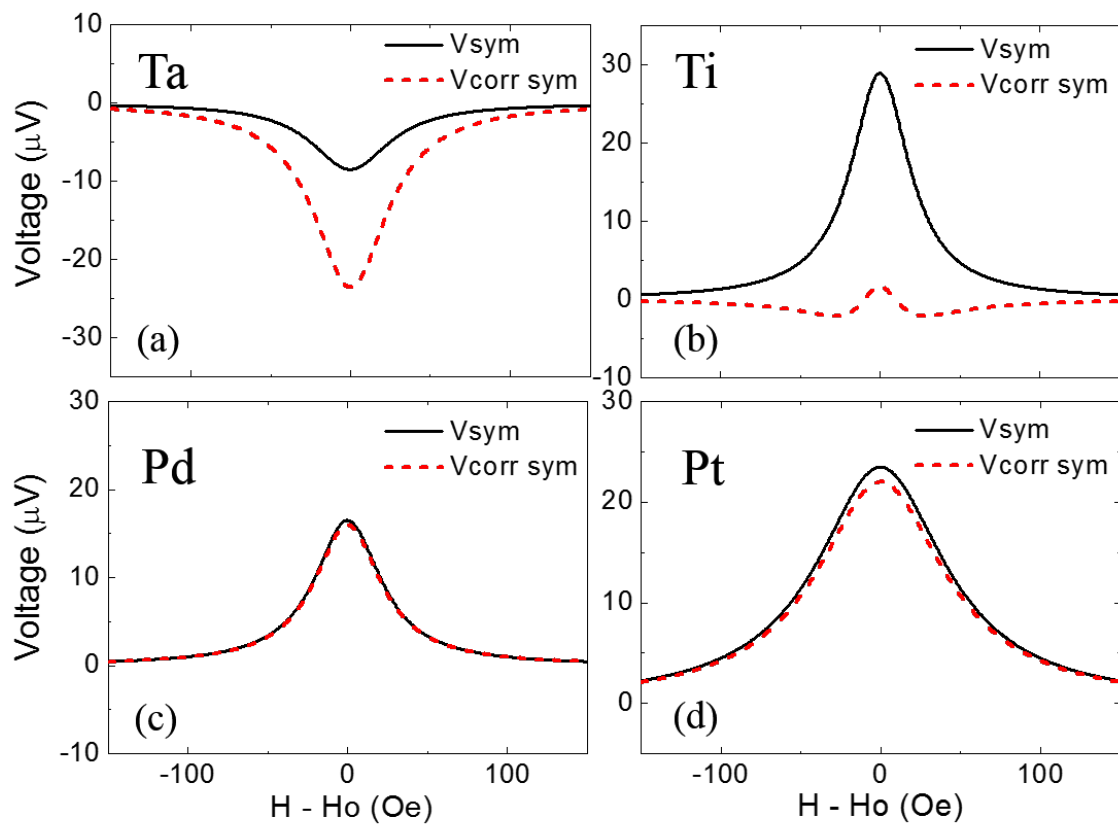 10
0
-10
-20
-30
Voltage (μV)
Ta
Vsym
Vcorr sym
(a)
30
20
10
0
-10
Ti
Vsym
Vcorr sym
(b)
30
20
10
0
-10
Voltage (μV)
Pd
Vsym
Vcorr sym
(c)
-100
0
100
H - Ho (Oe)
30
20
10
0
Pt
Vsym
Vcorr sym
(d)
-100
0
100
H - Ho (Oe)